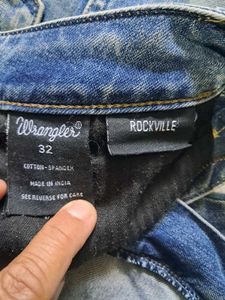 Wrangler
32
COTTON-SPANDEX
MADE IN INDIA
SEE REVERSE FOR CARE
ROCKVILLE